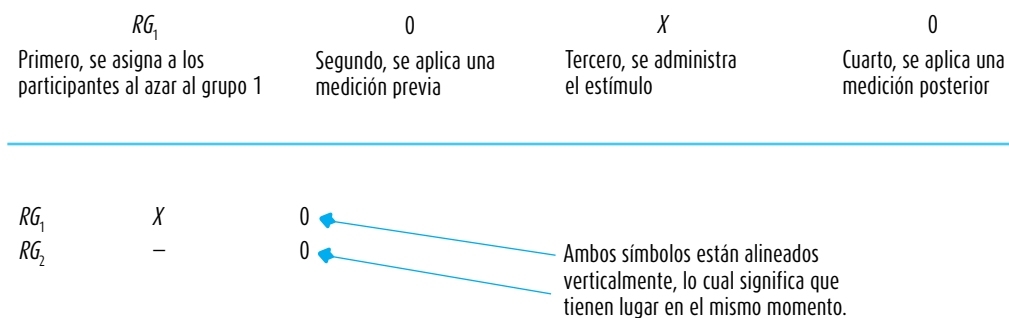 RG₁ 0 X 0
Primero, se asigna a los Segundo, se aplica una Tercero, se administra Cuarto, se aplica una
participantes al azar al grupo 1 medición previa el estímulo medición posterior
RG₁ X 0
RG₂ – 0
Ambos símbolos están alineados
verticalmente, lo cual significa que
tienen lugar en el mismo momento.